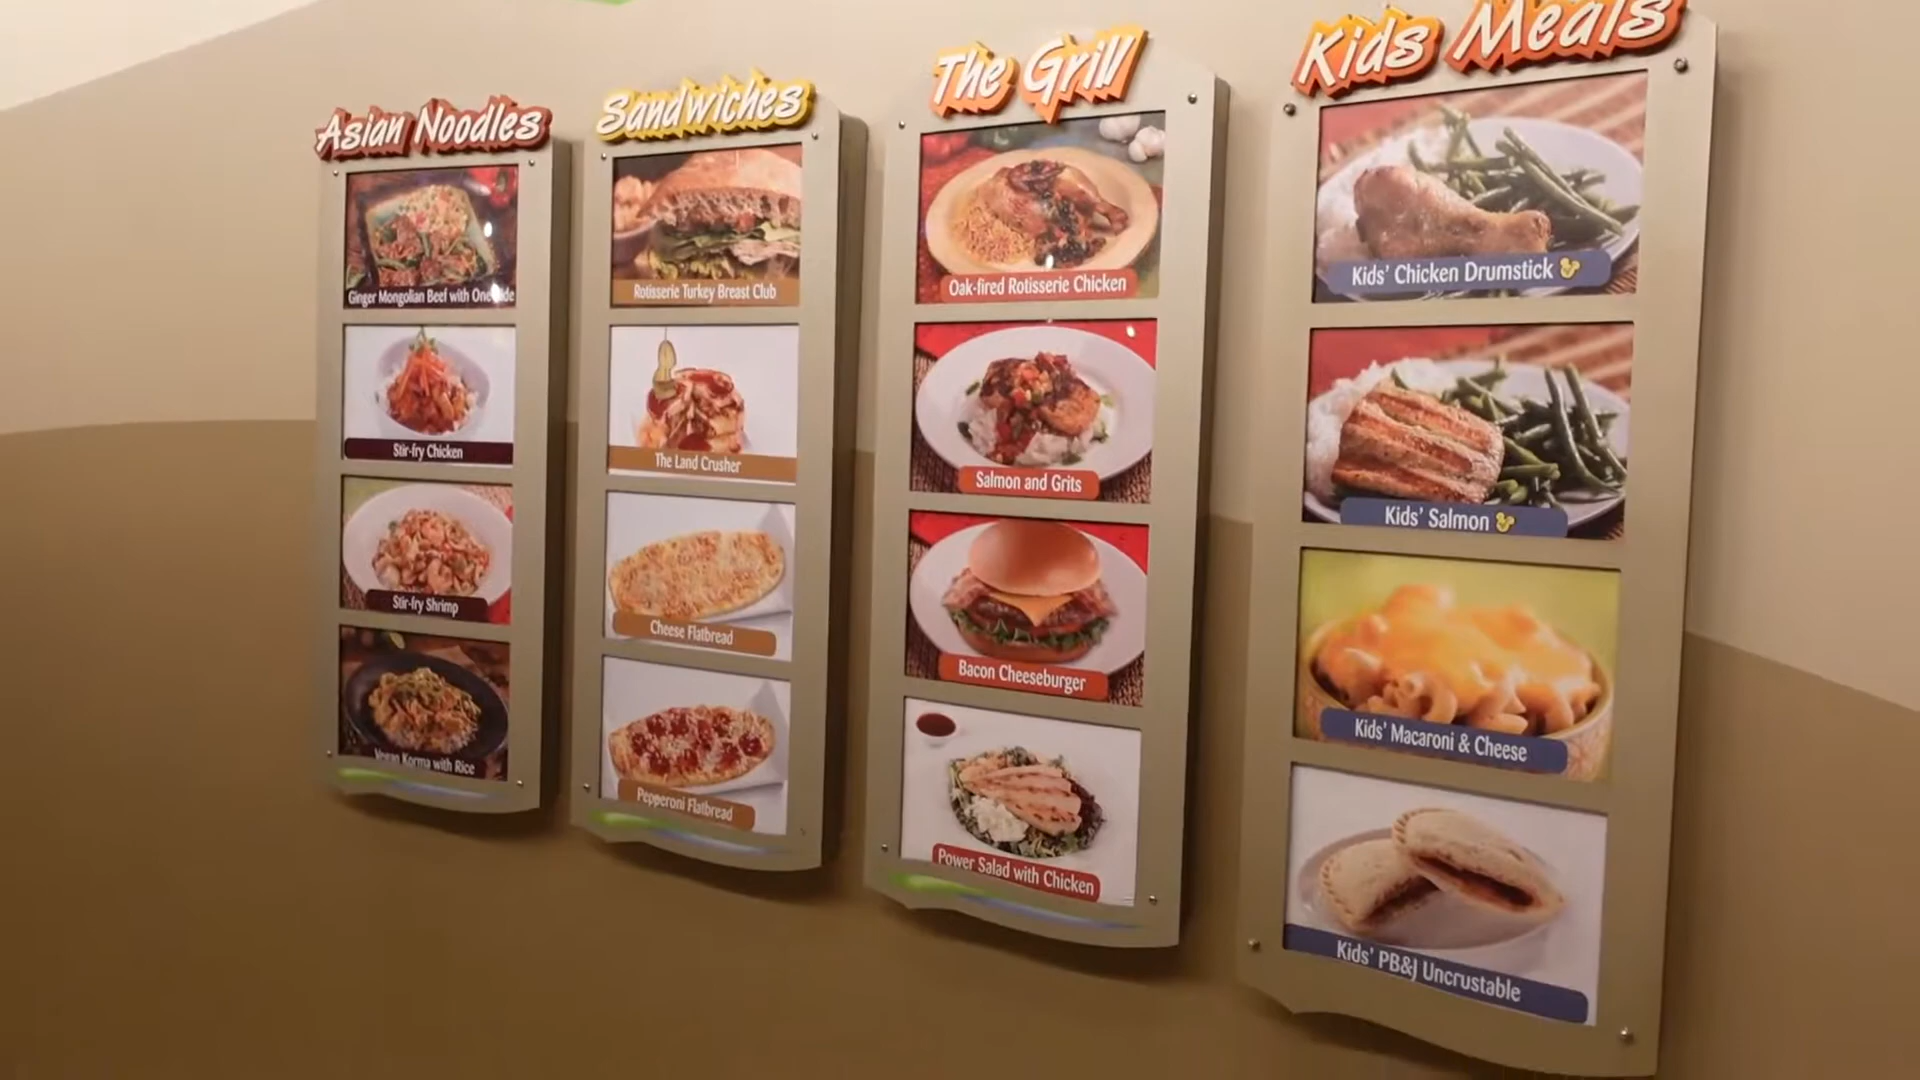 Asian Noodles
Ginger Mongolian Beef with One
Stir-fry Chicken
Stir-fry Shrimp
Vegan Korma with Rice
Sandwiches
Rotisserie Turkey Breast Club
The Land Crusher
Cheese Flatbread
Pepperoni Flatbread
The Grill
Oak-fired Rotisserie Chicken
Salmon and Grits
Bacon Cheeseburger
Power Salad with Chicken
Kids Meals
Kids' Chicken Drumstick
Kids' Salmon
Kids' Macaroni & Cheese
Kids' PB&J Uncrustable